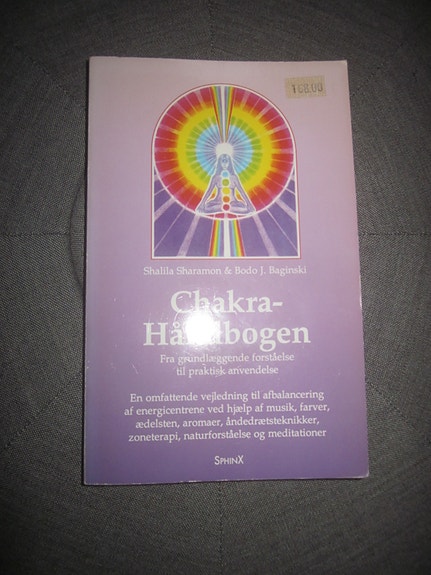 168.00
Shalila Sharamon & Bodo J. Baginski
Chakra-
Håndbogen
Fra grundlæggende forståelse
til praktisk anvendelse
En omfattende vejledning til afbalancering
af energicentrene ved hjælp af musik, farver,
ædelsten, aromaer, åndedrætsteknikker,
zoneterapi, naturforståelse og meditationer
SPHINX